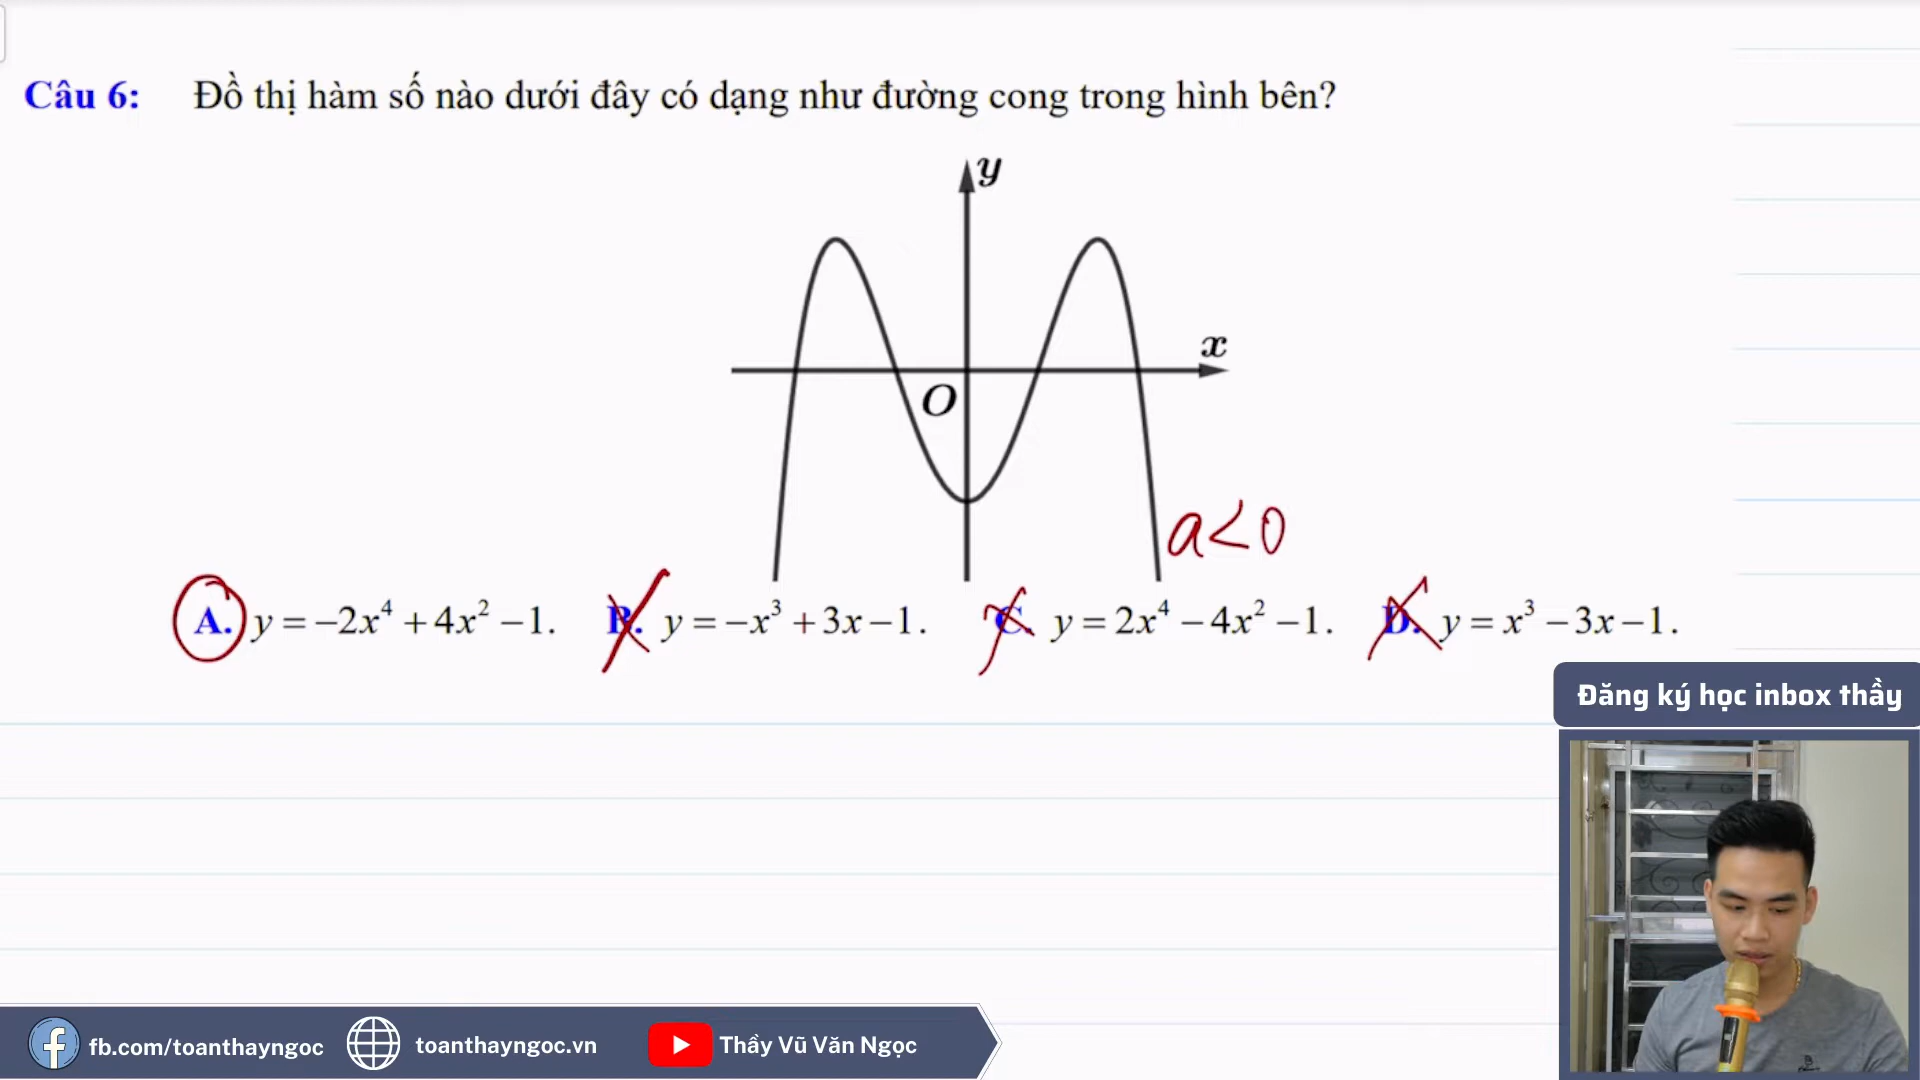 Câu 6: Đồ thị hàm số nào dưới đây có dạng như đường cong trong hình bên?
y
x
O
a<0
A. y = −2x⁴ + 4x² − 1. B. y = −x³ + 3x − 1. C. y = 2x⁴ − 4x² − 1. D. y = x³ − 3x − 1.
Đăng ký học inbox thầy
fb.com/toanthayngoc toanthayngoc.vn Thầy Vũ Văn Ngọc